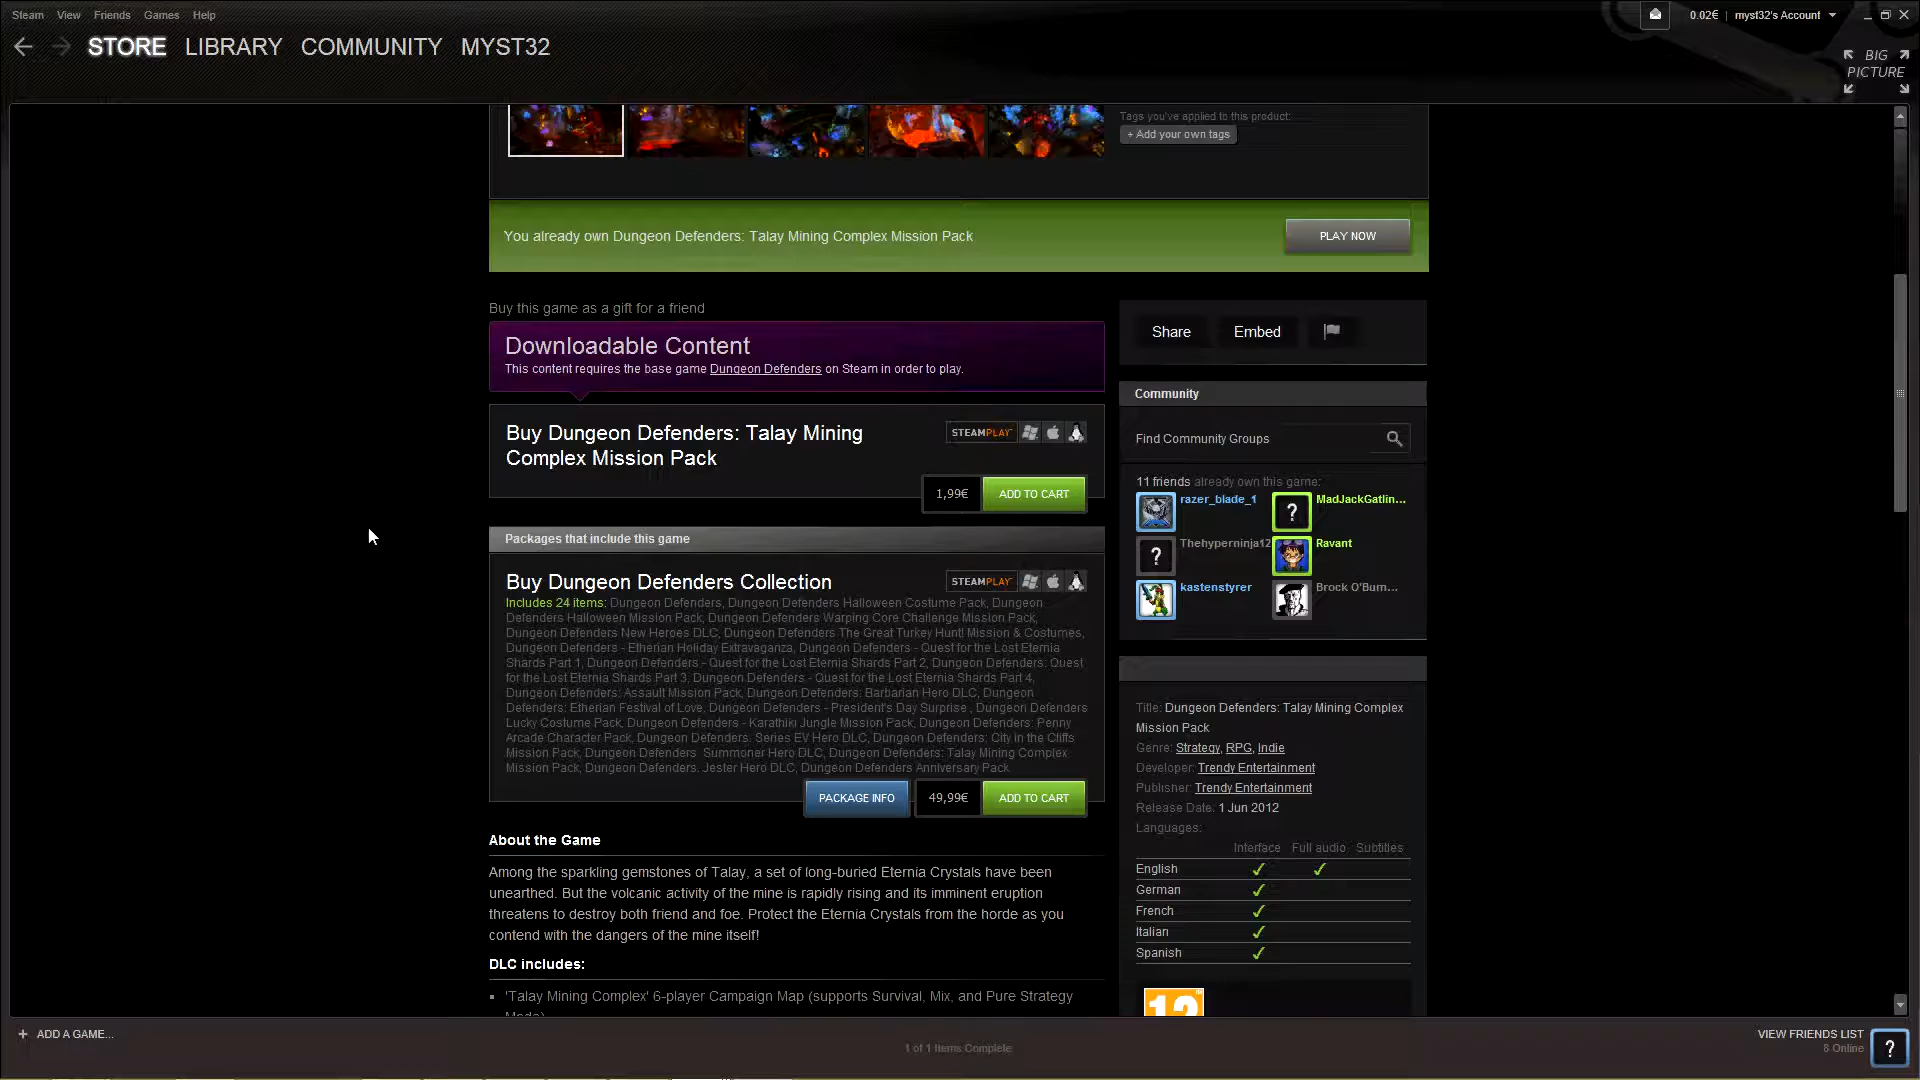 Steam View Friends Games Help
0.02€ myst32's Account
STORE LIBRARY COMMUNITY MYST32
BIG
PICTURE
Tags you've applied to this product:
+ Add your own tags
You already own Dungeon Defenders: Talay Mining Complex Mission Pack
PLAY NOW
Buy this game as a gift for a friend
Downloadable Content
This content requires the base game Dungeon Defenders on Steam in order to play.
Buy Dungeon Defenders: Talay Mining
Complex Mission Pack
STEAMPLAY
1,99€ ADD TO CART
Packages that include this game
Buy Dungeon Defenders Collection
STEAMPLAY
Includes 24 items: Dungeon Defenders, Dungeon Defenders Halloween Costume Pack, Dungeon
Defenders Halloween Mission Pack, Dungeon Defenders Warping Core Challenge Mission Pack,
Dungeon Defenders New Heroes DLC, Dungeon Defenders The Great Turkey Hunt! Mission & Costumes,
Dungeon Defenders - Etherian Holiday Extravaganza, Dungeon Defenders - Quest for the Lost Eternia
Shards Part 1, Dungeon Defenders - Quest for the Lost Eternia Shards Part 2, Dungeon Defenders: Quest
for the Lost Eternia Shards Part 3, Dungeon Defenders - Quest for the Lost Eternia Shards Part 4,
Dungeon Defenders: Assault Mission Pack, Dungeon Defenders: Barbarian Hero DLC, Dungeon
Defenders: Etherian Festival of Love, Dungeon Defenders - President's Day Surprise , Dungeon Defenders
Lucky Costume Pack, Dungeon Defenders - Karathiki Jungle Mission Pack, Dungeon Defenders: Penny
Arcade Character Pack, Dungeon Defenders: Series EV Hero DLC, Dungeon Defenders: City in the Cliffs
Mission Pack, Dungeon Defenders: Summoner Hero DLC, Dungeon Defenders: Talay Mining Complex
Mission Pack, Dungeon Defenders: Jester Hero DLC, Dungeon Defenders Anniversary Pack
PACKAGE INFO 49,99€ ADD TO CART
About the Game
Among the sparkling gemstones of Talay, a set of long-buried Eternia Crystals have been
unearthed. But the volcanic activity of the mine is rapidly rising and its imminent eruption
threatens to destroy both friend and foe. Protect the Eternia Crystals from the horde as you
contend with the dangers of the mine itself!
DLC includes:
▪ 'Talay Mining Complex' 6-player Campaign Map (supports Survival, Mix, and Pure Strategy
Share Embed
Community
Find Community Groups
11 friends already own this game:
razer_blade_1 MadJackGatlin...
? ?
Thehyperninja12 Ravant
kastenstyrer Brock O'Burn...
Title: Dungeon Defenders: Talay Mining Complex
Mission Pack
Genre: Strategy, RPG, Indie
Developer: Trendy Entertainment
Publisher: Trendy Entertainment
Release Date: 1 Jun 2012
Languages:
Interface Full audio Subtitles
English ✓ ✓
German ✓
French ✓
Italian ✓
Spanish ✓
12
+ ADD A GAME...
1 of 1 Items Complete
VIEW FRIENDS LIST
8 Online
?